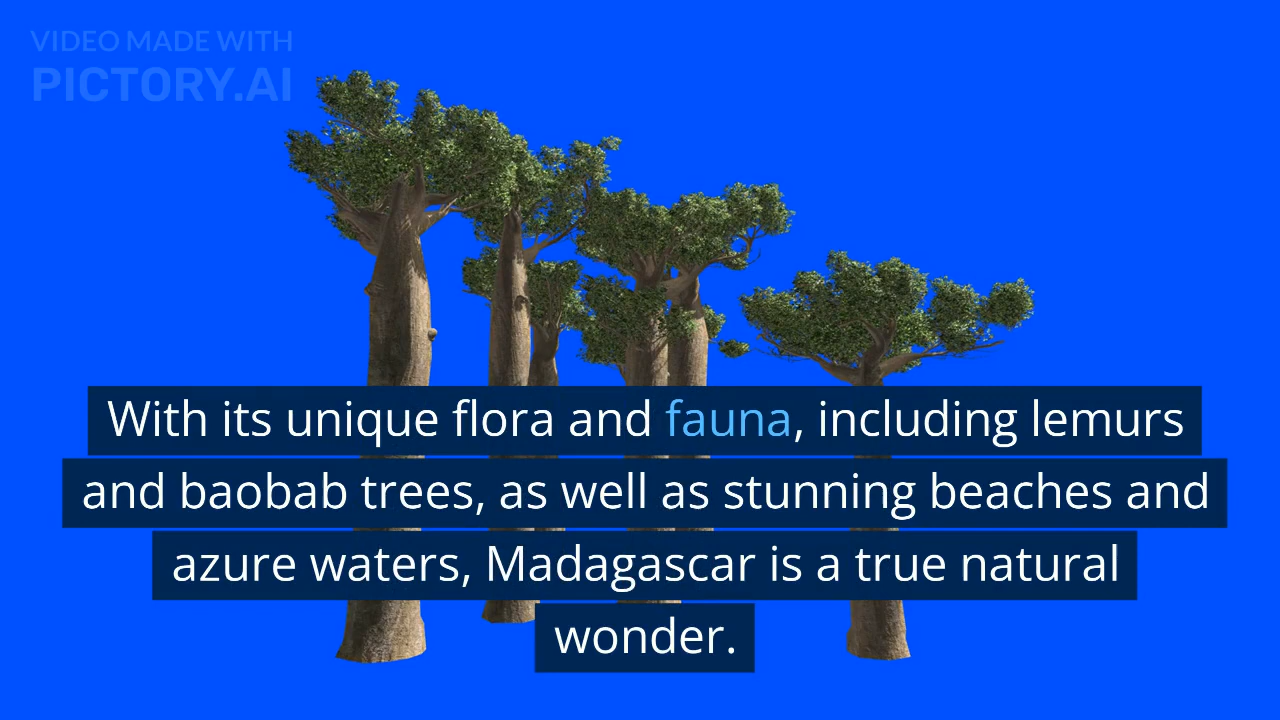 VIDEO MADE WITH
PICTORY.AI
With its unique flora and fauna, including lemurs
and baobab trees, as well as stunning beaches and
azure waters, Madagascar is a true natural
wonder.